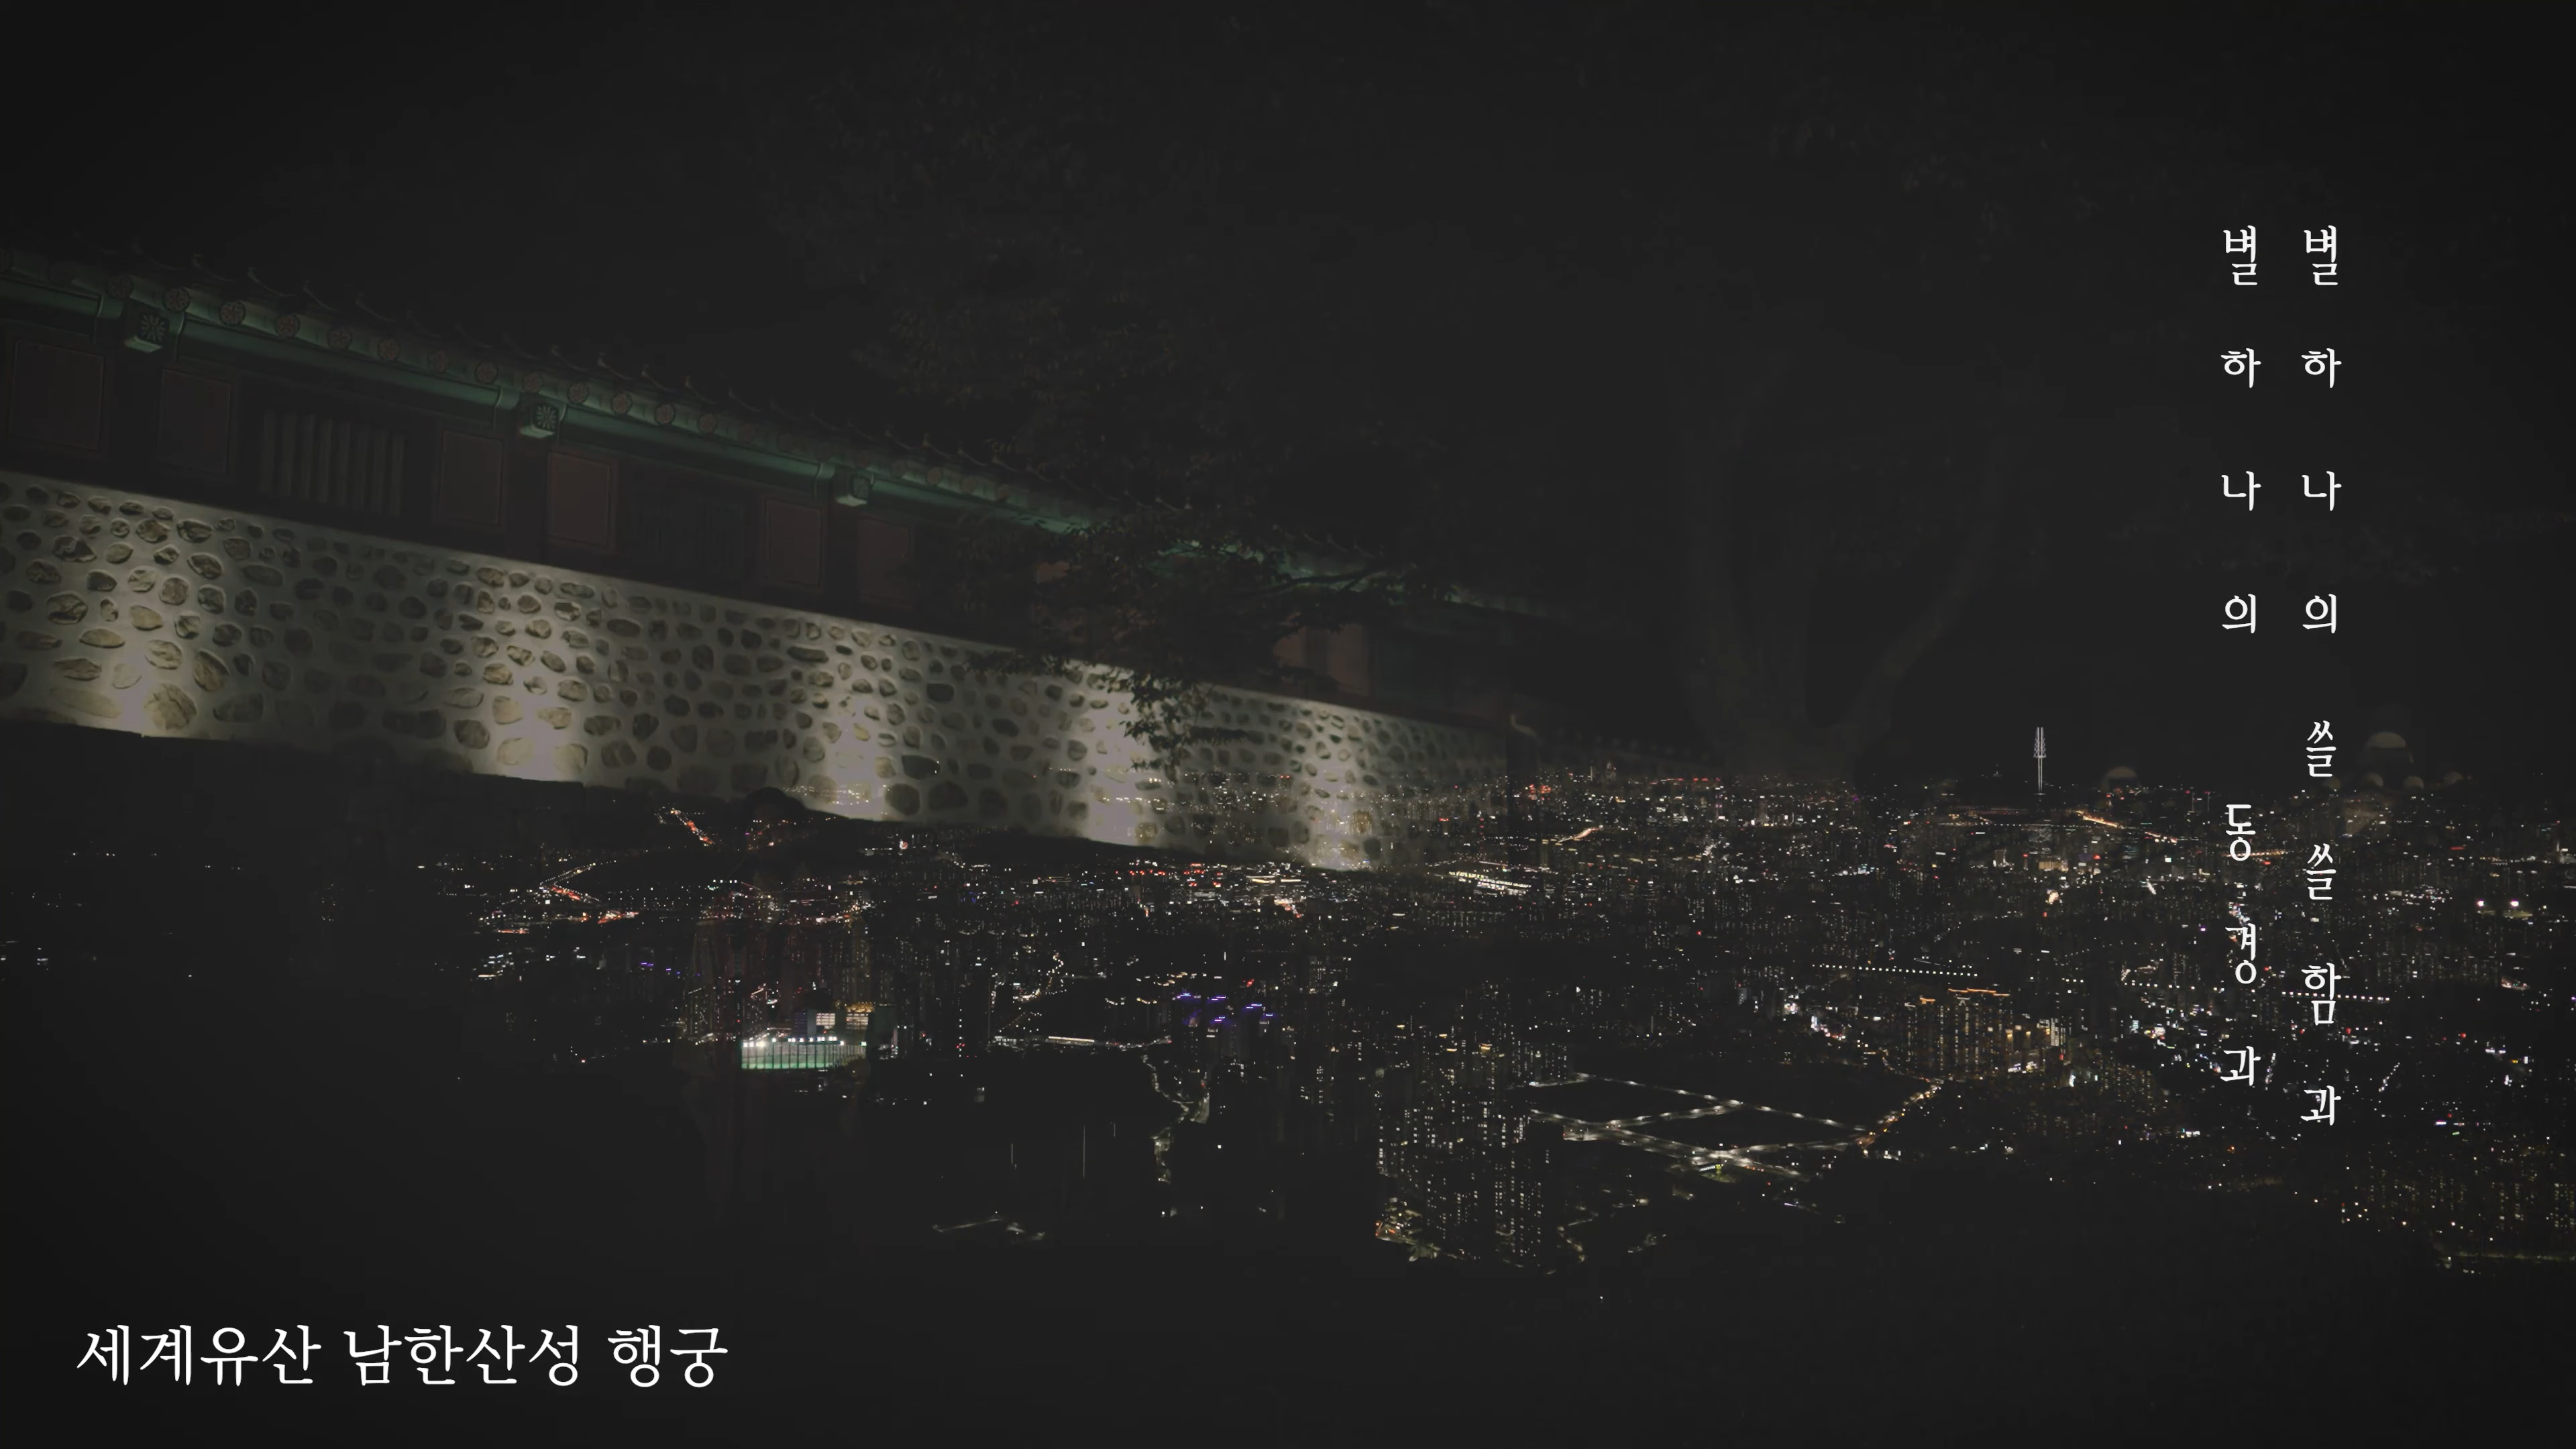 별 하나의 쓸쓸함과
별 하나의 동경과
세계유산 남한산성 행궁